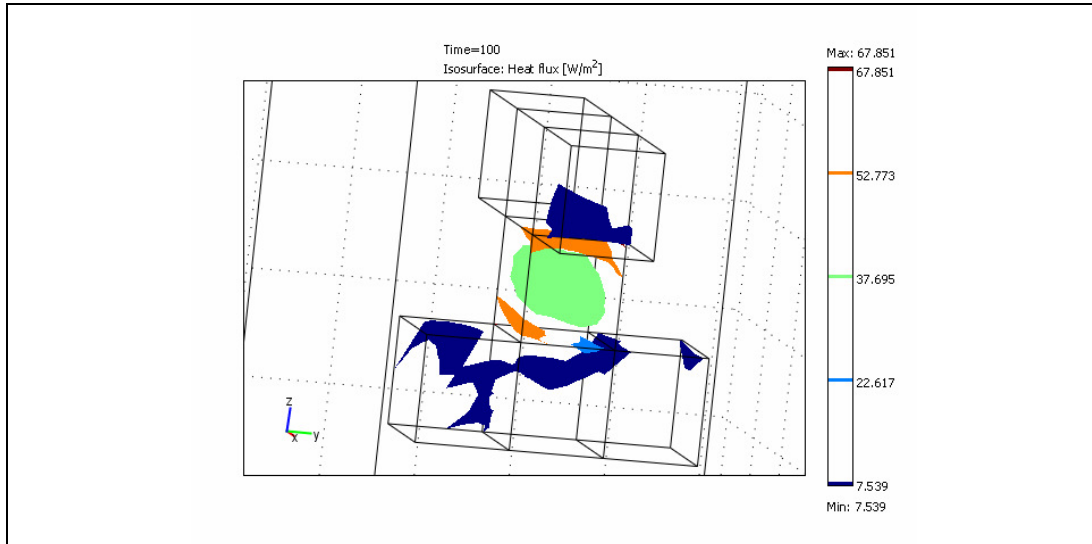 Time=100
Isosurface: Heat flux [W/m²]
Max: 67.851
67.851
52.773
37.695
22.617
7.539
Min: 7.539
z
x
y